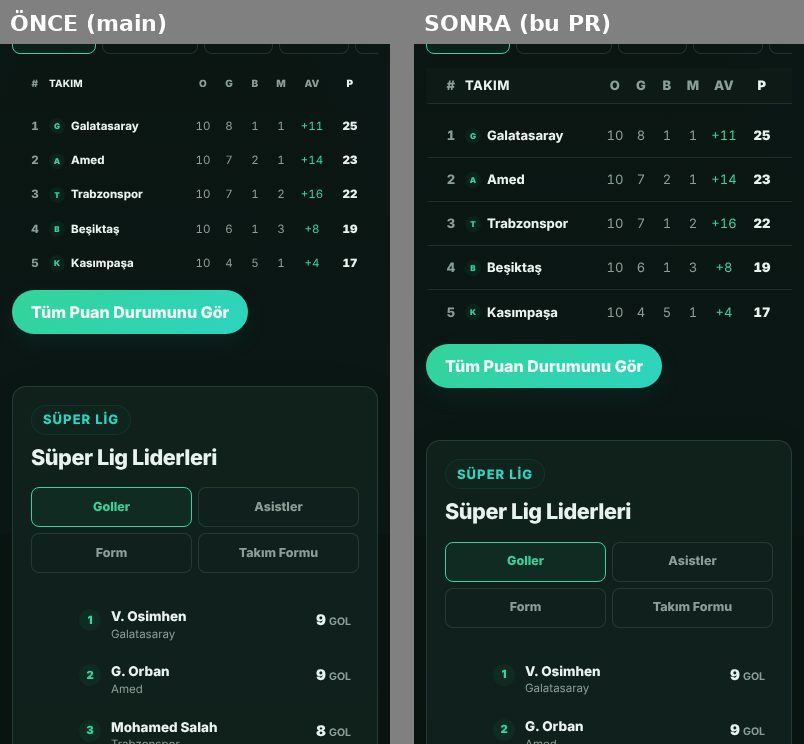 ÖNCE (main)
# TAKIM O G B M AV P
1 G Galatasaray 10 8 1 1 +11 25
2 A Amed 10 7 2 1 +14 23
3 T Trabzonspor 10 7 1 2 +16 22
4 B Beşiktaş 10 6 1 3 +8 19
5 K Kasımpaşa 10 4 5 1 +4 17
Tüm Puan Durumunu Gör
SÜPER LİG
Süper Lig Liderleri
Goller Asistler
Form Takım Formu
1 V. Osimhen 9 GOL
Galatasaray
2 G. Orban 9 GOL
Amed
3 Mohamed Salah 8 GOL
Trabzonspor
SONRA (bu PR)
# TAKIM O G B M AV P
1 G Galatasaray 10 8 1 1 +11 25
2 A Amed 10 7 2 1 +14 23
3 T Trabzonspor 10 7 1 2 +16 22
4 B Beşiktaş 10 6 1 3 +8 19
5 K Kasımpaşa 10 4 5 1 +4 17
Tüm Puan Durumunu Gör
SÜPER LİG
Süper Lig Liderleri
Goller Asistler
Form Takım Formu
1 V. Osimhen 9 GOL
Galatasaray
2 G. Orban 9 GOL
Amed